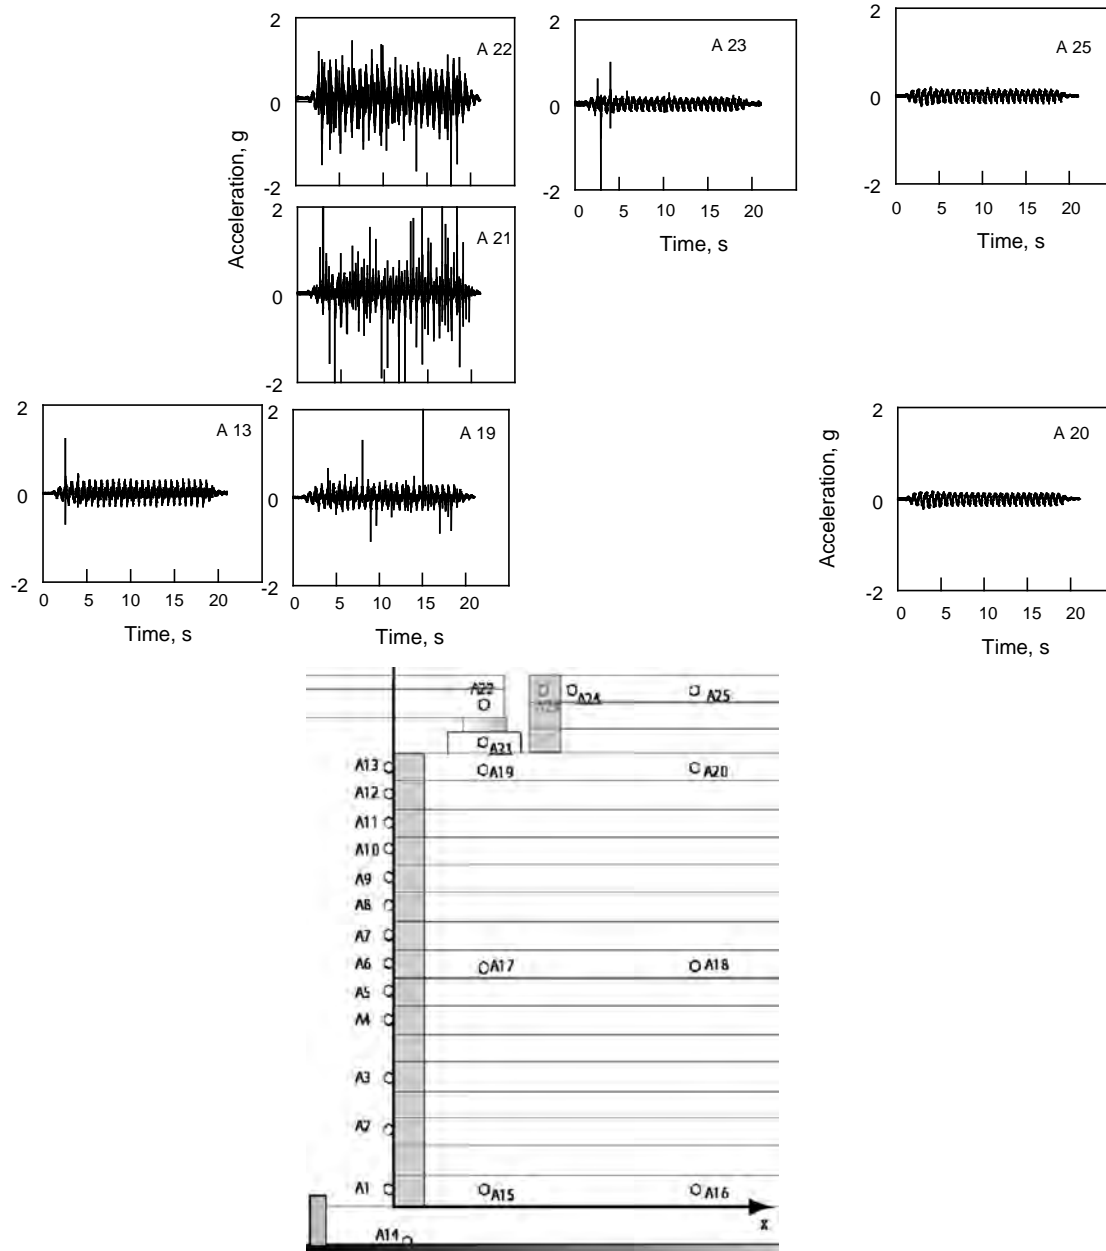 2
2
2
A 22
A 23
A 25
0
0
0
-2
-2
-2
0 5 10 15 20
0 5 10 15 20
Time, s
Time, s
Acceleration, g
2
A 21
0
-2
2
2
2
A 13
A 19
A 20
0
0
0
Acceleration, g
-2
-2
-2
0 5 10 15 20
0 5 10 15 20
0 5 10 15 20
Time, s
Time, s
Time, s
A22
A24
A25
A21
A13
A19
A20
A12
A11
A10
A9
A8
A7
A6
A17
A18
A5
A4
A3
A2
A1
A15
A16
x
A14